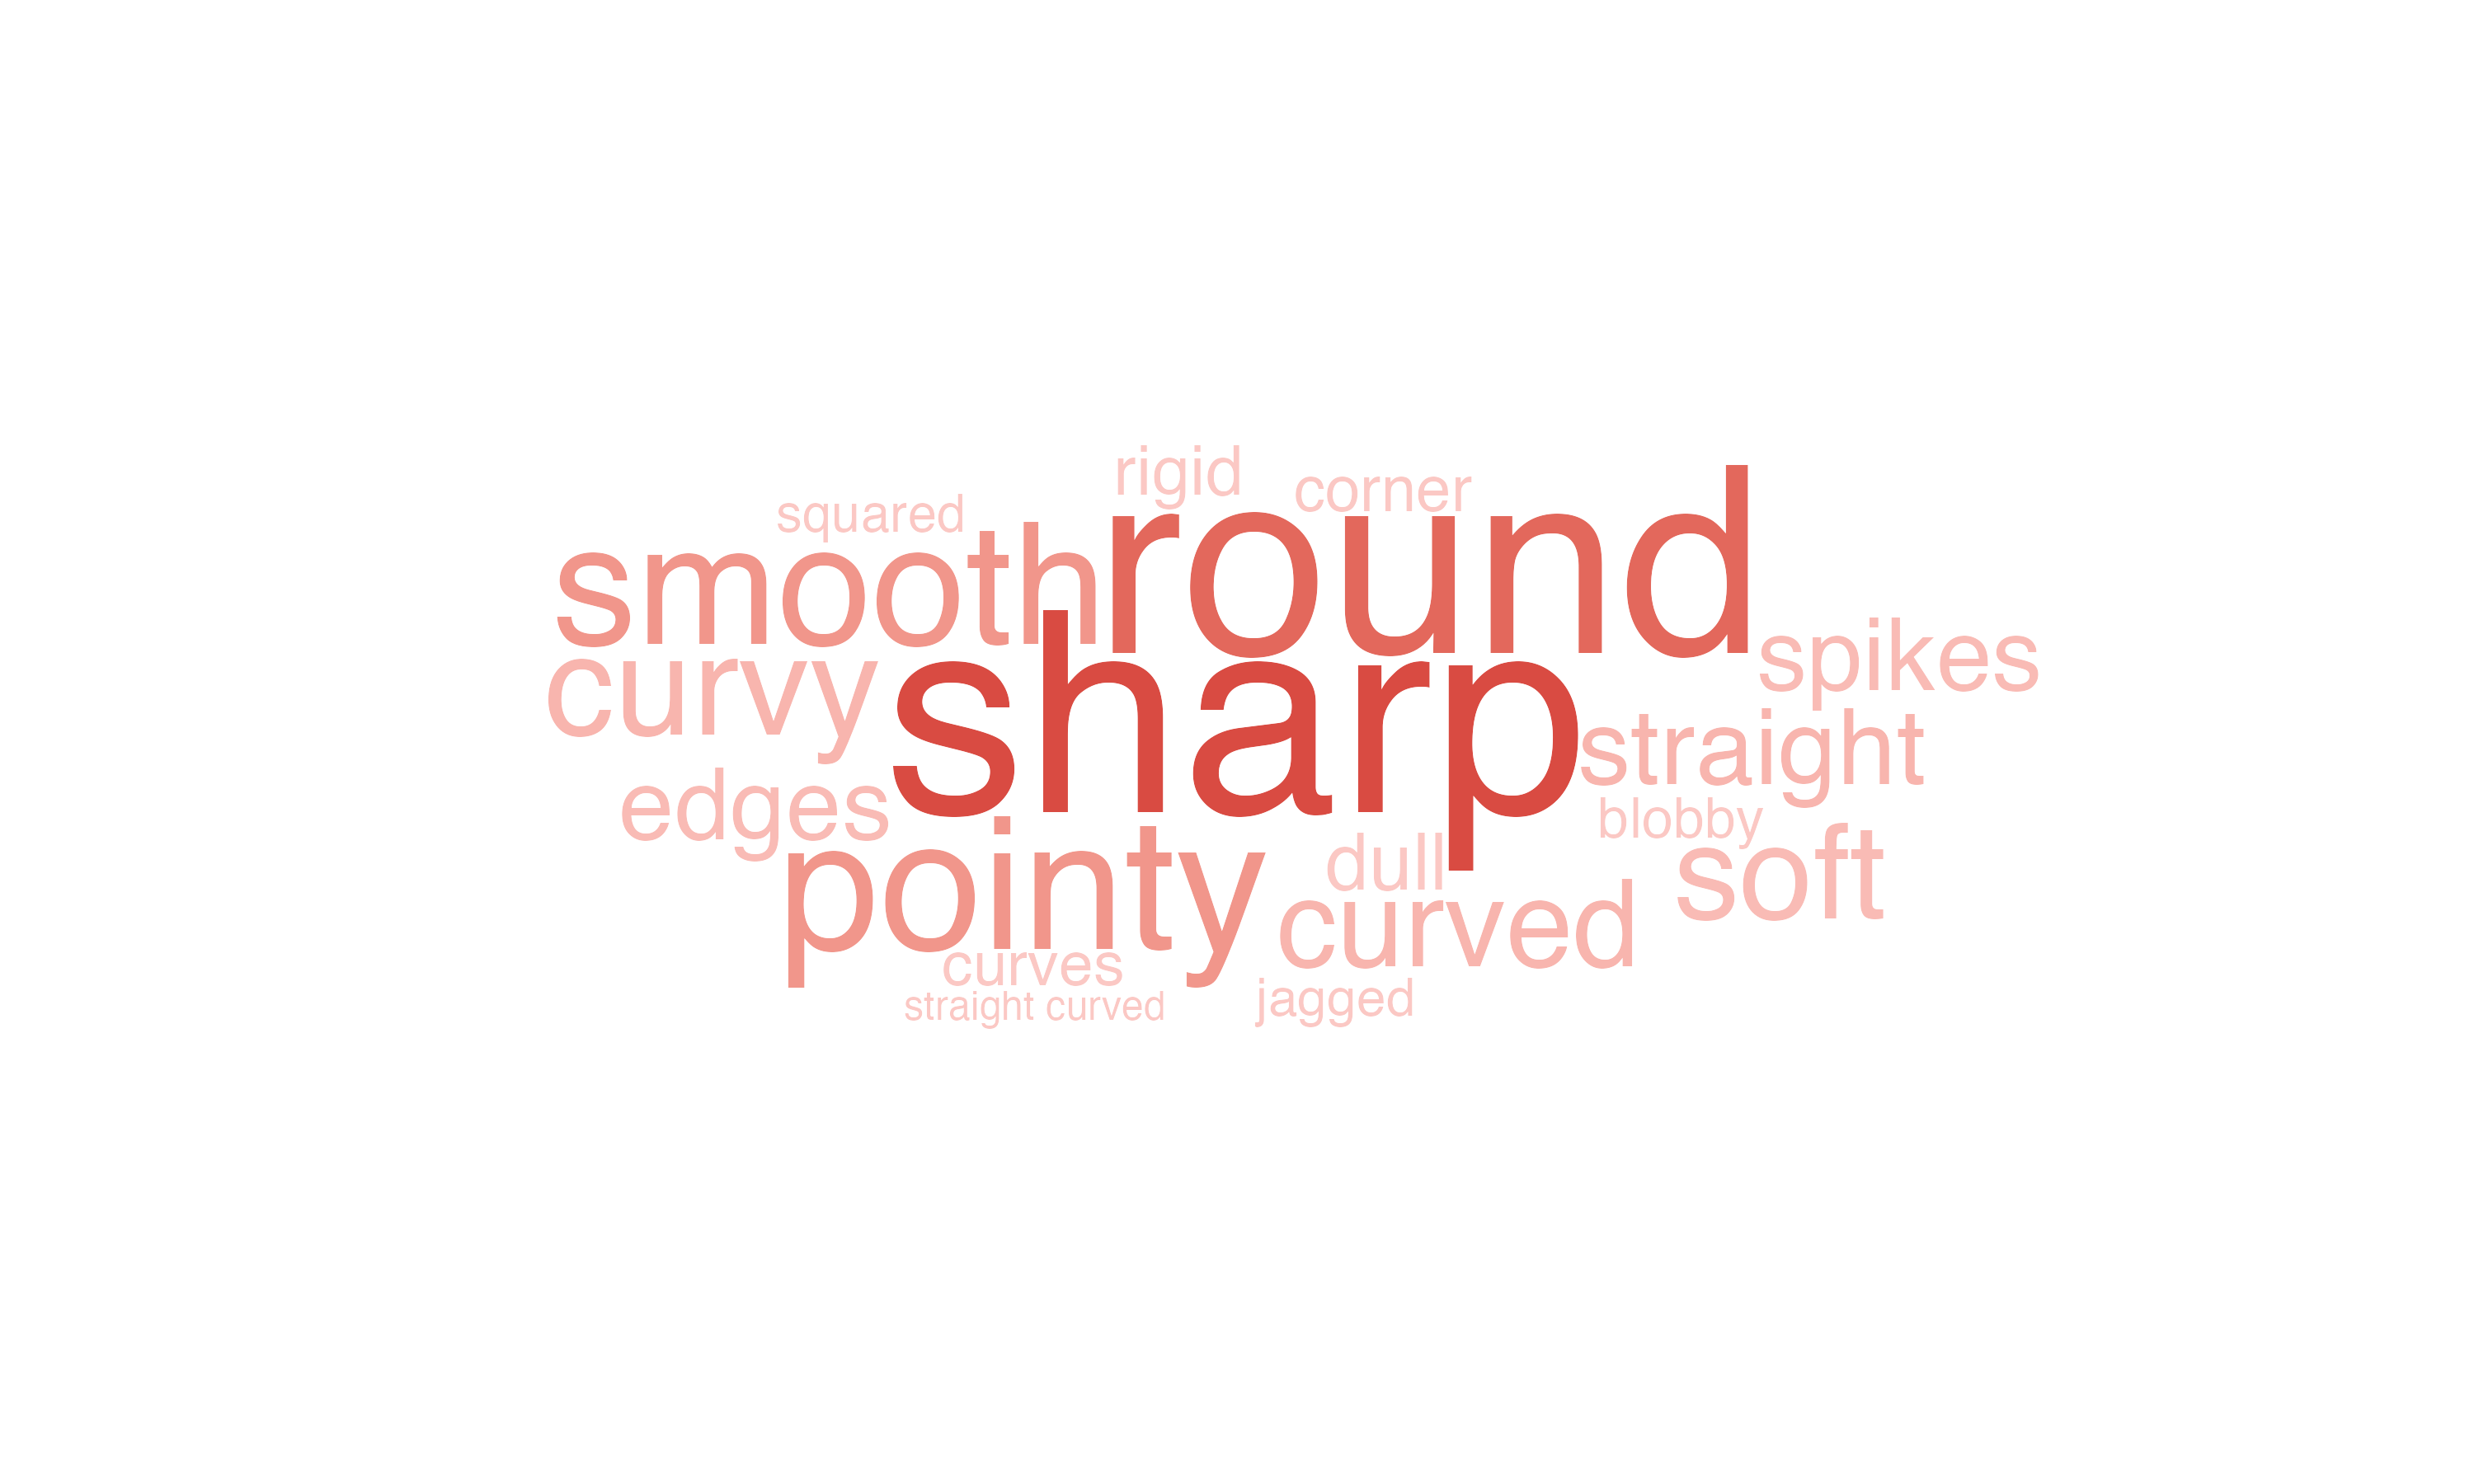 rigid
corner
squared
smooth
round
spikes
curvy
sharp
straight
edges
blobby
pointy
dull
soft
curved
curves
straight curved
jagged